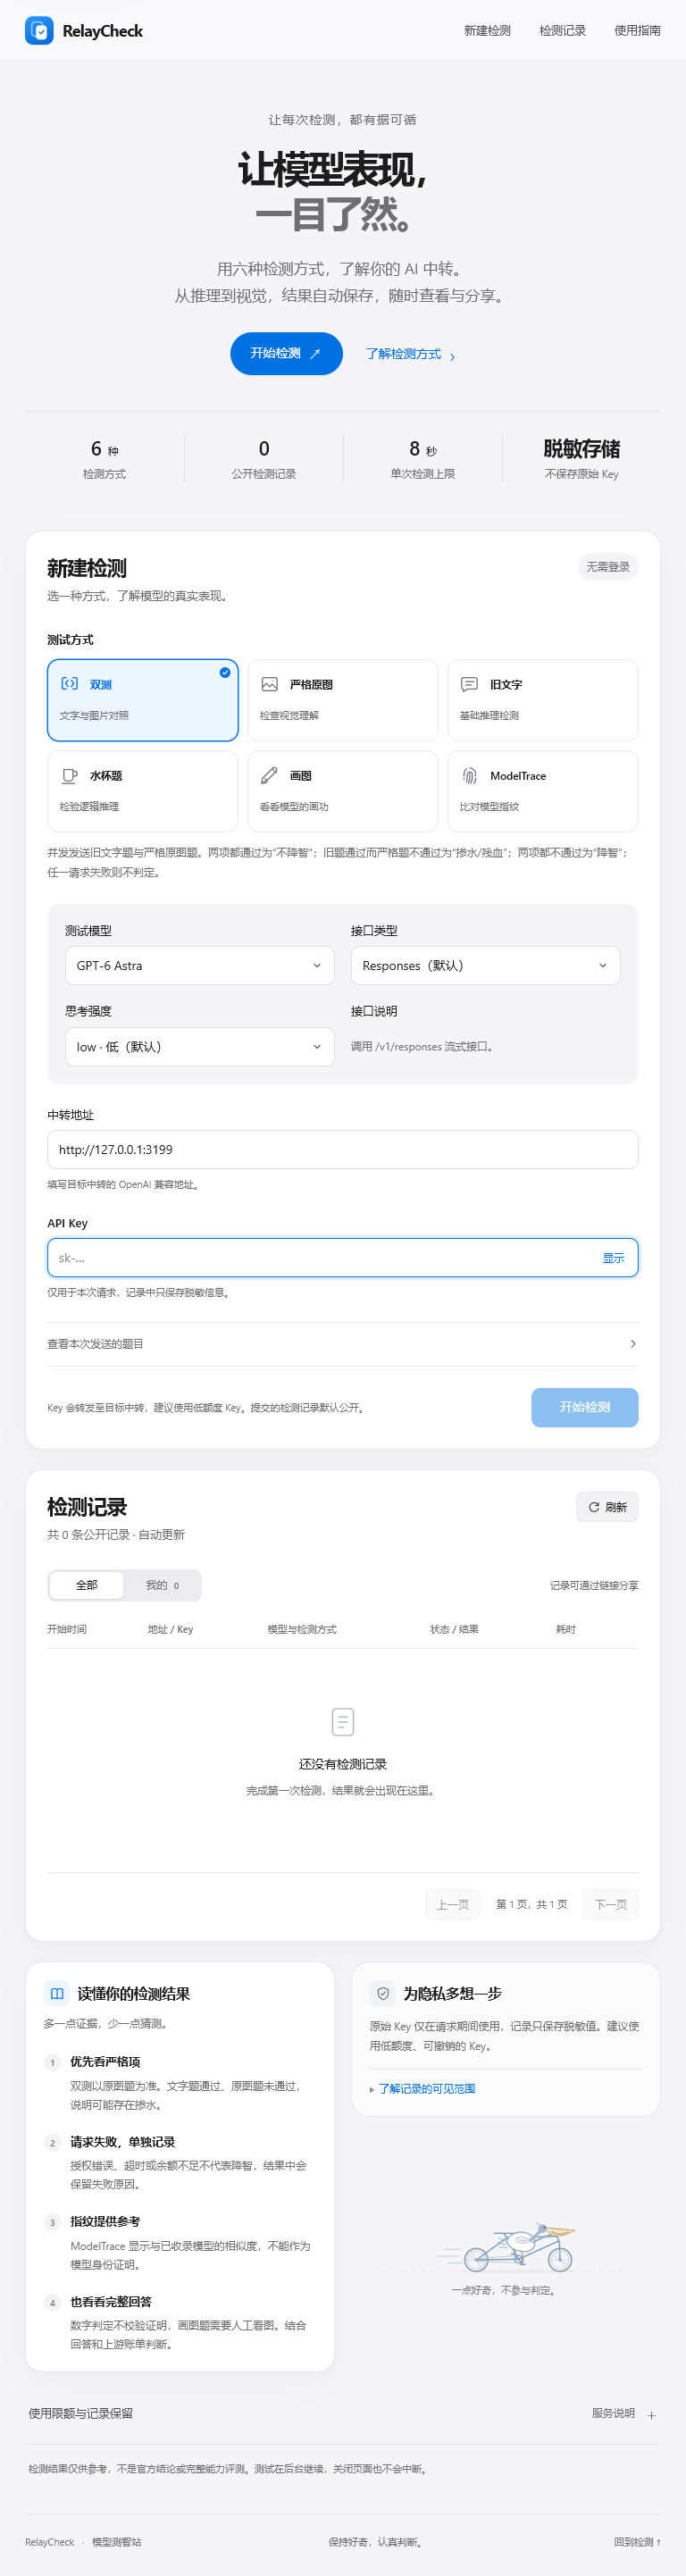 RelayCheck
新建检测 检测记录 使用指南
让每次检测，都有据可循
让模型表现，
一目了然。
用六种检测方式，了解你的 AI 中转。
从推理到视觉，结果自动保存，随时查看与分享。
开始检测 ↗
了解检测方式 ›
6 种
检测方式
0
公开检测记录
8 秒
单次检测上限
脱敏存储
不保存原始 Key
新建检测
无需登录
选一种方式，了解模型的真实表现。
测试方式
双测
文字与图片对照
严格原图
检查视觉理解
旧文字
基础推理检测
水杯题
检验逻辑推理
画图
看看模型的画功
ModelTrace
比对模型指纹
并发发送旧文字题与严格原图题。两项都通过为“不降智”；旧题通过而严格题不通过为“掺水/残血”；两项都不通过为“降智”；
任一请求失败则不判定。
测试模型
GPT-6 Astra
接口类型
Responses（默认）
思考强度
low · 低（默认）
接口说明
调用 /v1/responses 流式接口。
中转地址
http://127.0.0.1:3199
填写目标中转的 OpenAI 兼容地址。
API Key
sk-...
显示
仅用于本次请求，记录中只保存脱敏信息。
查看本次发送的题目
Key 会转发至目标中转，建议使用低额度 Key。提交的检测记录默认公开。
开始检测
检测记录
刷新
共 0 条公开记录 · 自动更新
全部
我的 0
记录可通过链接分享
开始时间 地址 / Key 模型与检测方式 状态 / 结果 耗时
还没有检测记录
完成第一次检测，结果就会出现在这里。
上一页 第 1 页，共 1 页 下一页
读懂你的检测结果
多一点证据，少一点猜测。
1 优先看严格项
双测以原图题为准。文字题通过、原图题未通过，
说明可能存在掺水。
2 请求失败，单独记录
授权错误、超时或余额不足不代表降智，结果中会
保留失败原因。
3 指纹提供参考
ModelTrace 显示与已收录模型的相似度，不能作为
模型身份证明。
4 也看看完整回答
数字判定不校验证明，画图题需要人工看图。结合
回答和上游账单判断。
为隐私多想一步
原始 Key 仅在请求期间使用，记录只保存脱敏值。建议使
用低额度、可撤销的 Key。
了解记录的可见范围
一点好奇，不参与判定。
使用限额与记录保留
服务说明 +
检测结果仅供参考，不是官方结论或完整能力评测。测试在后台继续，关闭页面也不会中断。
RelayCheck · 模型测智站
保持好奇，认真判断。
回到检测 ↑